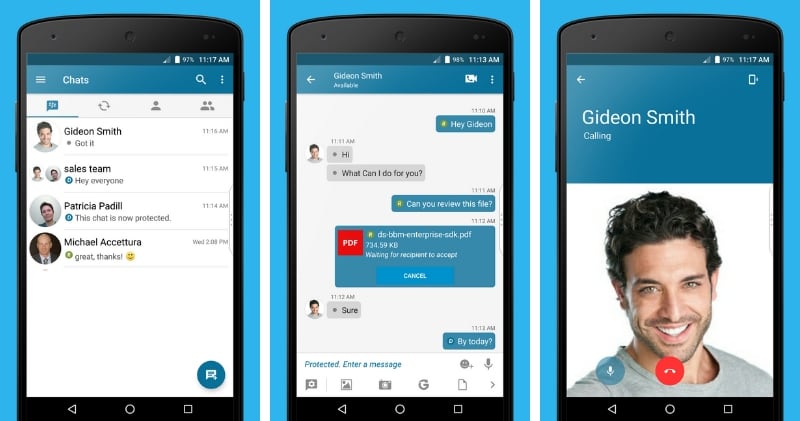 97% 11:17 AM
Chats
Gideon Smith 11:16 AM
Got it
sales team 11:15 AM
Hey everyone
Patricia Padill 11:14 AM
This chat is now protected.
Michael Accettura Wed 2:08 PM
great, thanks!
98% 11:13 AM
Gideon Smith
Available
11:10 AM
Hey Gideon
11:11 AM
Hi
What Can I do for you?
11:11 AM
Can you review this file?
11:12 AM
PDF
ds-bbm-enterprise-sdk.pdf
734.59 KB
Waiting for recipient to accept
CANCEL
11:12 AM
Sure
11:13 AM
By today?
Protected. Enter a message
G
97% 11:17 AM
Gideon Smith
Calling